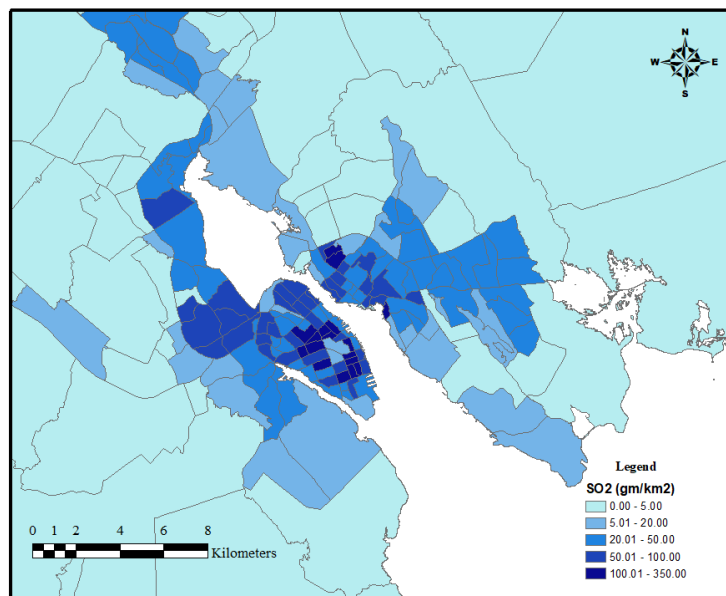 N
W E
S
Legend
SO2 (gm/km2)
0.00 - 5.00
5.01 - 20.00
20.01 - 50.00
50.01 - 100.00
100.01 - 350.00
0 1 2 4 6 8
Kilometers